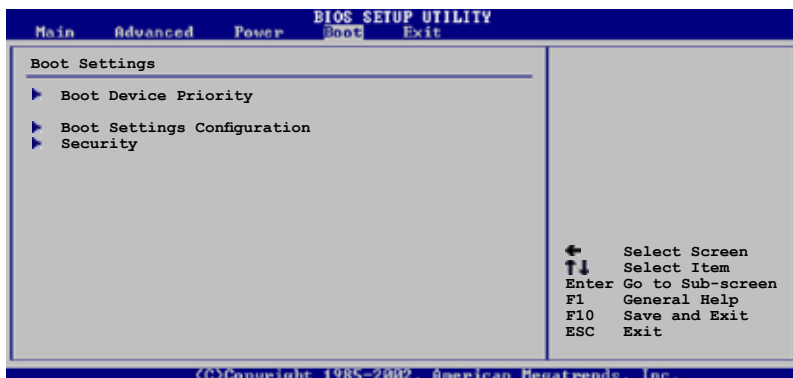 BIOS SETUP UTILITY
Main Advanced Power Boot Exit
Boot Settings
Boot Device Priority
Boot Settings Configuration
Security
← Select Screen
↑↓ Select Item
Enter Go to Sub-screen
F1 General Help
F10 Save and Exit
ESC Exit
(C)Copyright 1985-2002, American Megatrends, Inc.